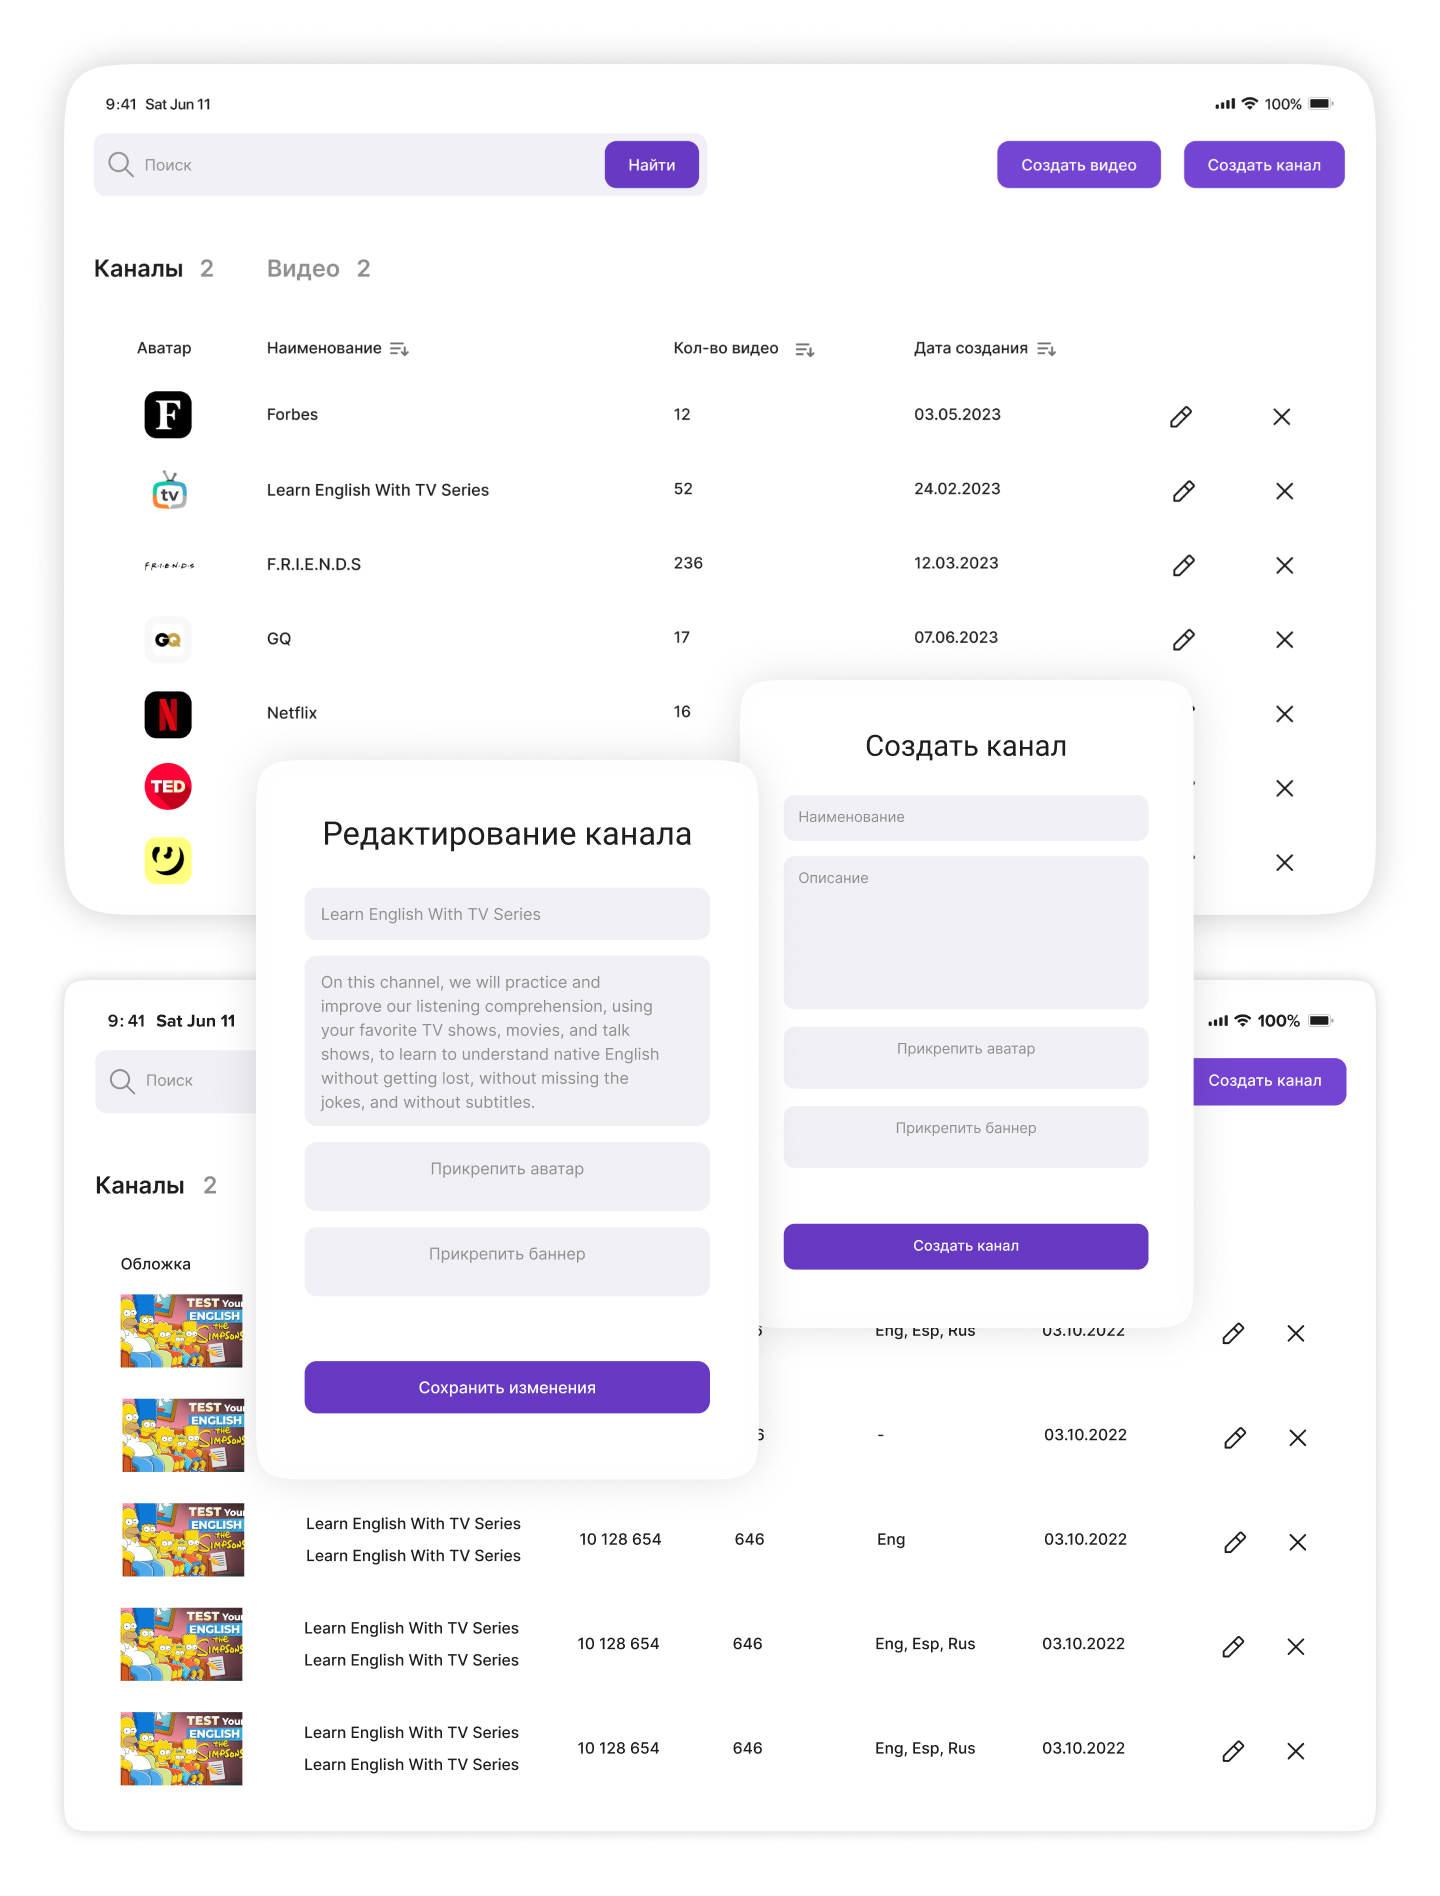 9:41 Sat Jun 11
100%
Поиск
Найти
Создать видео
Создать канал
Каналы 2
Видео 2
Аватар
Наименование
Кол-во видео
Дата создания
F
Forbes
12
03.05.2023
tv
Learn English With TV Series
52
24.02.2023
F·R·I·E·N·D·S
F.R.I.E.N.D.S
236
12.03.2023
GQ
GQ
17
07.06.2023
N
Netflix
16
TED
Создать канал
Наименование
Описание
Прикрепить аватар
Прикрепить баннер
Создать канал
Редактирование канала
Learn English With TV Series
On this channel, we will practice and
improve our listening comprehension, using
your favorite TV shows, movies, and talk
shows, to learn to understand native English
without getting lost, without missing the
jokes, and without subtitles.
Прикрепить аватар
Прикрепить баннер
Сохранить изменения
9:41 Sat Jun 11
100%
Поиск
Создать канал
Каналы 2
Обложка
TEST Your
ENGLISH
the
Simpsons
Eng, Esp, Rus
03.10.2022
TEST Your
ENGLISH
the
Simpsons
-
03.10.2022
TEST Your
ENGLISH
the
Simpsons
Learn English With TV Series
Learn English With TV Series
10 128 654
646
Eng
03.10.2022
TEST Your
ENGLISH
the
Simpsons
Learn English With TV Series
Learn English With TV Series
10 128 654
646
Eng, Esp, Rus
03.10.2022
TEST Your
ENGLISH
the
Simpsons
Learn English With TV Series
Learn English With TV Series
10 128 654
646
Eng, Esp, Rus
03.10.2022